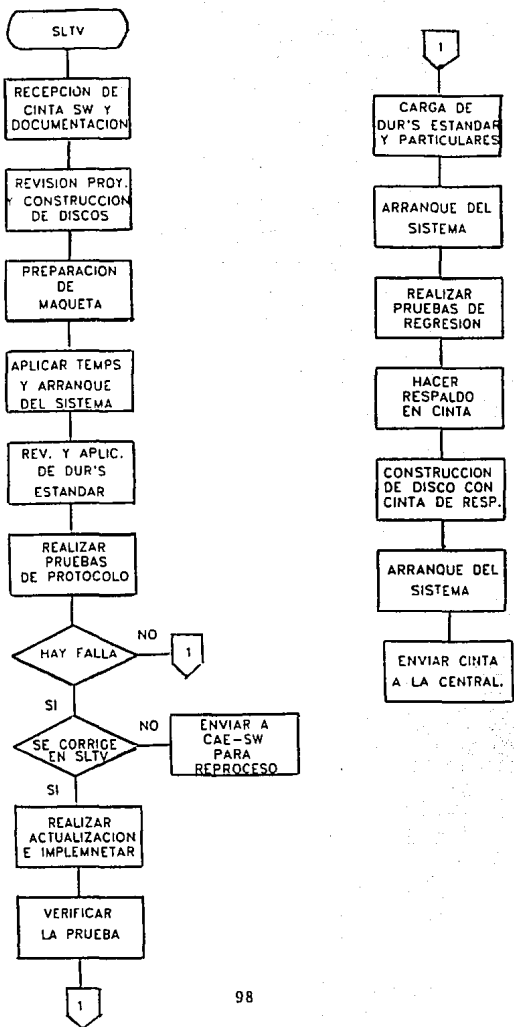 SLTV
RECEPCION DE
CINTA SW Y
DOCUMENTACION
REVISION PROY.
Y CONSTRUCCION
DE DISCOS
PREPARACION
DE
MAQUETA
APLICAR TEMPS
Y ARRANQUE
DEL SISTEMA
REV. Y APLIC.
DE DUR'S
ESTANDAR
REALIZAR
PRUEBAS
DE PROTOCOLO
HAY FALLA
NO
1
SI
SE CORRIGE
EN SLTV
NO
ENVIAR A
CAE-SW
PARA
REPROCESO
SI
REALIZAR
ACTUALIZACION
E IMPLEMNETAR
VERIFICAR
LA PRUEBA
1
1
CARGA DE
DUR'S ESTANDAR
Y PARTICULARES
ARRANQUE DEL
SISTEMA
REALIZAR
PRUEBAS DE
REGRESION
HACER
RESPALDO
EN CINTA
CONSTRUCCION
DE DISCO CON
CINTA DE RESP.
ARRANQUE DEL
SISTEMA
ENVIAR CINTA
A LA CENTRAL.
98